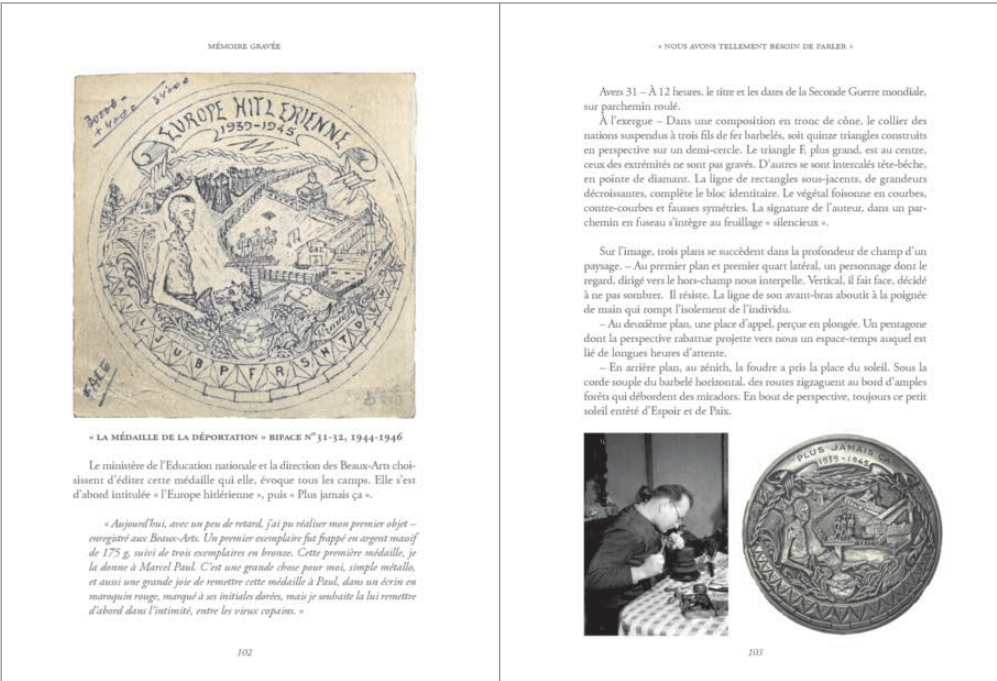 MÉMOIRE GRAVÉE
30000 -
EUROPE HITLERIENNE
1939-1945
J U B P F R S H T D
FACE
« LA MÉDAILLE DE LA DÉPORTATION » BIFACE N°31-32, 1944-1946
Le ministère de l'Education nationale et la direction des Beaux-Arts choi-
sissent d'éditer cette médaille qui elle, évoque tous les camps. Elle s'est
d'abord intitulée « l'Europe hitlérienne », puis « Plus jamais ça ».
« Aujourd'hui, avec un peu de retard, j'ai pu réaliser mon premier objet –
enregistré aux Beaux-Arts. Un premier exemplaire fut frappé en argent massif
de 175 g, suivi de trois exemplaires en bronze. Cette première médaille, je
la donne à Marcel Paul. C'est une grande chose pour moi, simple métallo,
et aussi une grande joie de remettre cette médaille à Paul, dans un écrin en
maroquin rouge, marqué à ses initiales dorées, mais je souhaite la lui remettre
d'abord dans l'intimité, entre les vieux copains. »
102
« NOUS AVONS TELLEMENT BESOIN DE PARLER »
Avers 31 – À 12 heures, le titre et les dates de la Seconde Guerre mondiale,
sur parchemin roulé.
À l'exergue – Dans une composition en tronc de cône, le collier des
nations suspendus à trois fils de fer barbelés, soit quinze triangles construits
en perspective sur un demi-cercle. Le triangle F, plus grand, est au centre,
ceux des extrémités ne sont pas gravés. D'autres se sont intercalés tête-bêche,
en pointe de diamant. La ligne de rectangles sous-jacents, de grandeurs
décroissantes, complète le bloc identitaire. Le végétal foisonne en courbes,
contre-courbes et fausses symétries. La signature de l'auteur, dans un par-
chemin en fuseau s'intègre au feuillage « silencieux ».
Sur l'image, trois plans se succèdent dans la profondeur de champ d'un
paysage. – Au premier plan et premier quart latéral, un personnage dont le
regard, dirigé vers le hors-champ nous interpelle. Vertical, il fait face, décidé
à ne pas sombrer. Il résiste. La ligne de son avant-bras aboutit à la poignée
de main qui rompt l'isolement de l'individu.
– Au deuxième plan, une place d'appel, perçue en plongée. Un pentagone
dont la perspective rabattue projette vers nous un espace-temps auquel est
lié de longues heures d'attente.
– En arrière plan, au zénith, la foudre a pris la place du soleil. Sous la
corde souple du barbelé horizontal, des routes zigzaguent au bord d'amples
forêts qui débordent des miradors. En bout de perspective, toujours ce petit
soleil entêté d'Espoir et de Paix.
PLUS JAMAIS ÇA
1939-1945
103